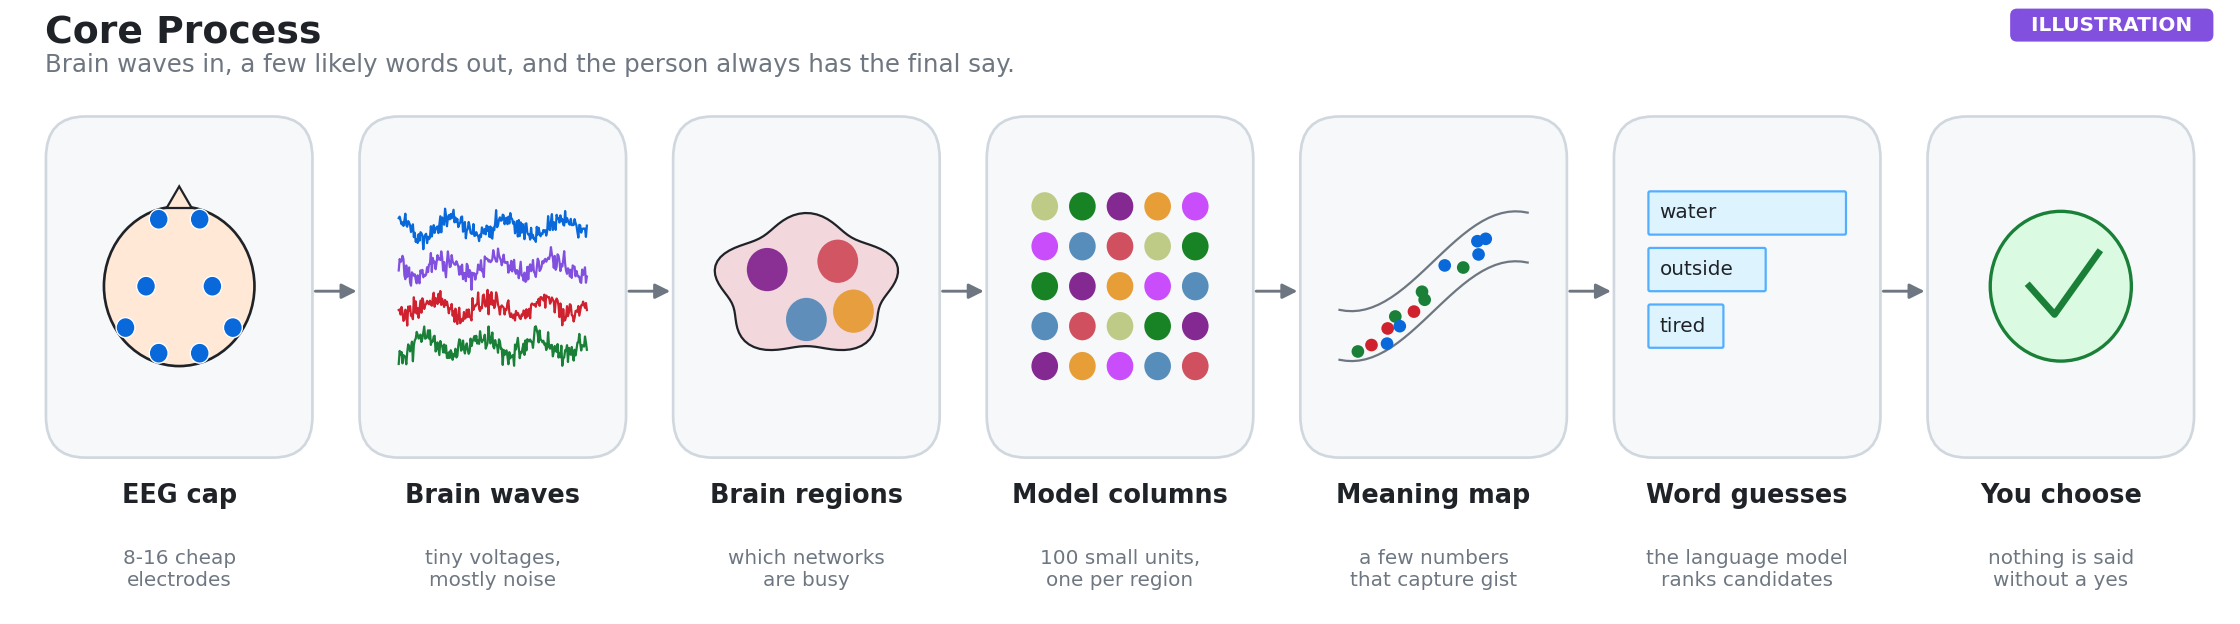 Core Process
ILLUSTRATION
Brain waves in, a few likely words out, and the person always has the final say.
water
outside
tired
EEG cap
Brain waves
Brain regions
Model columns
Meaning map
Word guesses
You choose
8-16 cheap
electrodes
tiny voltages,
mostly noise
which networks
are busy
100 small units,
one per region
a few numbers
that capture gist
the language model
ranks candidates
nothing is said
without a yes